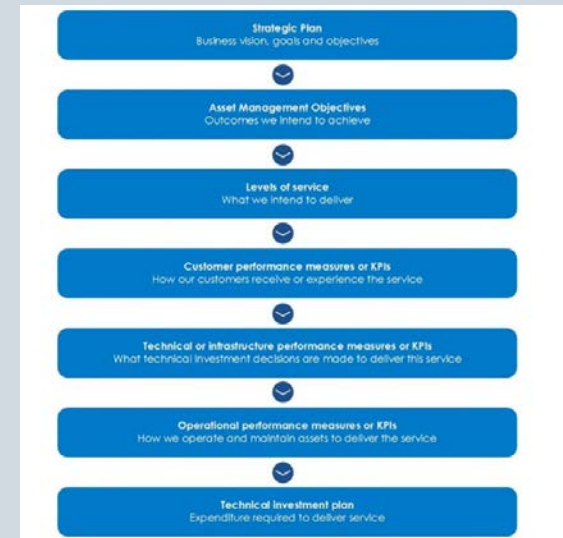 Strategic Plan
Business vision, goals and objectives
Asset Management Objectives
Outcomes we intend to achieve
Levels of service
What we intend to deliver
Customer performance measures or KPIs
How our customers receive or experience the service
Technical or infrastructure performance measures or KPIs
What technical investment decisions are made to deliver this service
Operational performance measures or KPIs
How we operate and maintain assets to deliver the service
Technical investment plan
Expenditure required to deliver service